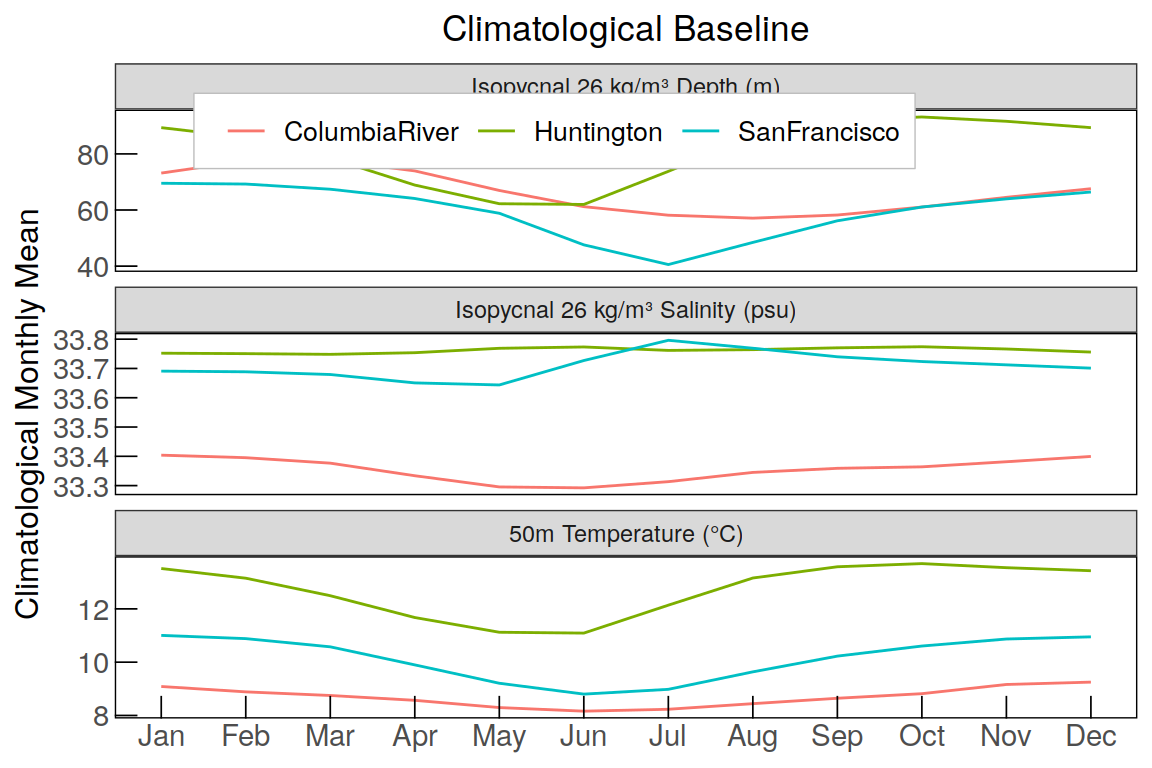 Climatological Baseline
Isopycnal 26 kg/m³ Depth (m)
ColumbiaRiver Huntington SanFrancisco
80
60
40
Climatological Monthly Mean
Isopycnal 26 kg/m³ Salinity (psu)
33.8
33.7
33.6
33.5
33.4
33.3
50m Temperature (°C)
12
10
8
Jan Feb Mar Apr May Jun Jul Aug Sep Oct Nov Dec